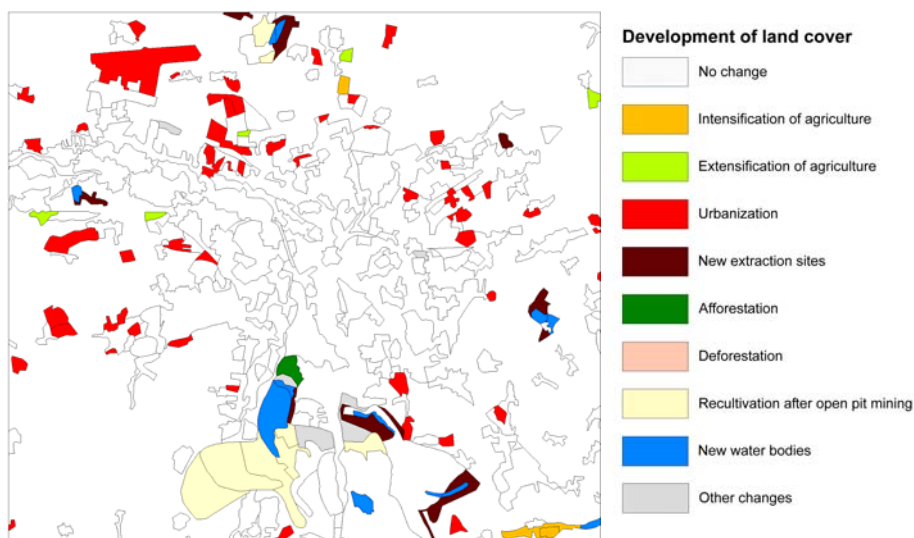 Development of land cover
No change
Intensification of agriculture
Extensification of agriculture
Urbanization
New extraction sites
Afforestation
Deforestation
Recultivation after open pit mining
New water bodies
Other changes